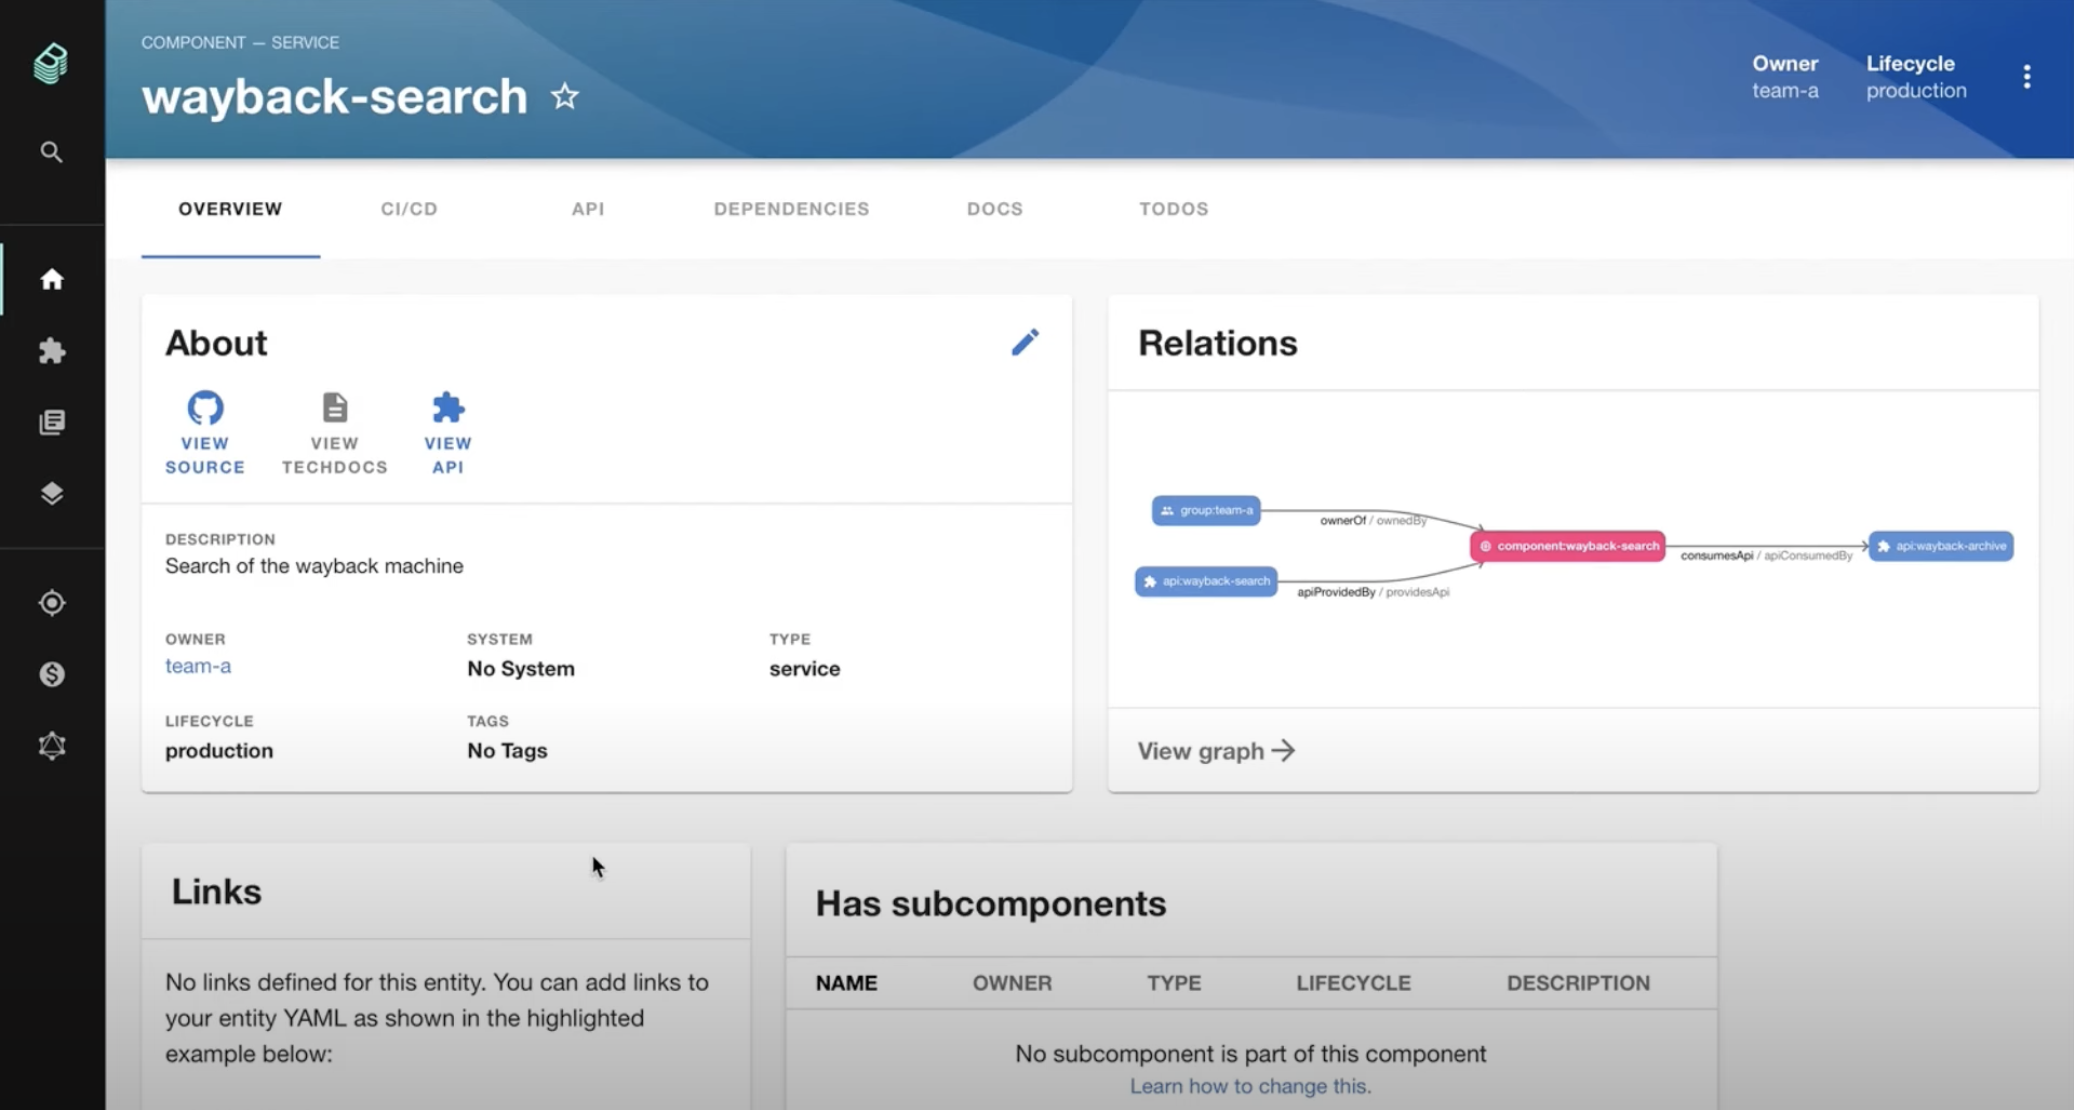 COMPONENT — SERVICE
wayback-search
Owner
team-a
Lifecycle
production
OVERVIEW
CI/CD
API
DEPENDENCIES
DOCS
TODOS
About
VIEW
SOURCE
VIEW
TECHDOCS
VIEW
API
DESCRIPTION
Search of the wayback machine
OWNER
team-a
SYSTEM
No System
TYPE
service
LIFECYCLE
production
TAGS
No Tags
Relations
group:team-a
ownerOf / ownedBy
component:wayback-search
consumesApi / apiConsumedBy
api:wayback-archive
api:wayback-search
apiProvidedBy / providesApi
View graph
Links
No links defined for this entity. You can add links to
your entity YAML as shown in the highlighted
example below:
Has subcomponents
NAME
OWNER
TYPE
LIFECYCLE
DESCRIPTION
No subcomponent is part of this component
Learn how to change this.